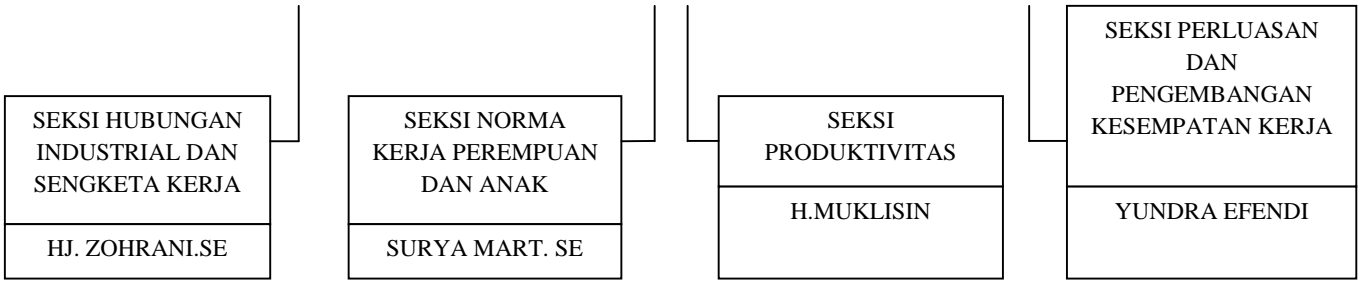 SEKSI HUBUNGAN
INDUSTRIAL DAN
SENGKETA KERJA
HJ. ZOHRANI.SE
SEKSI NORMA
KERJA PEREMPUAN
DAN ANAK
SURYA MART. SE
SEKSI
PRODUKTIVITAS
H.MUKLISIN
SEKSI PERLUASAN
DAN
PENGEMBANGAN
KESEMPATAN KERJA
YUNDRA EFENDI